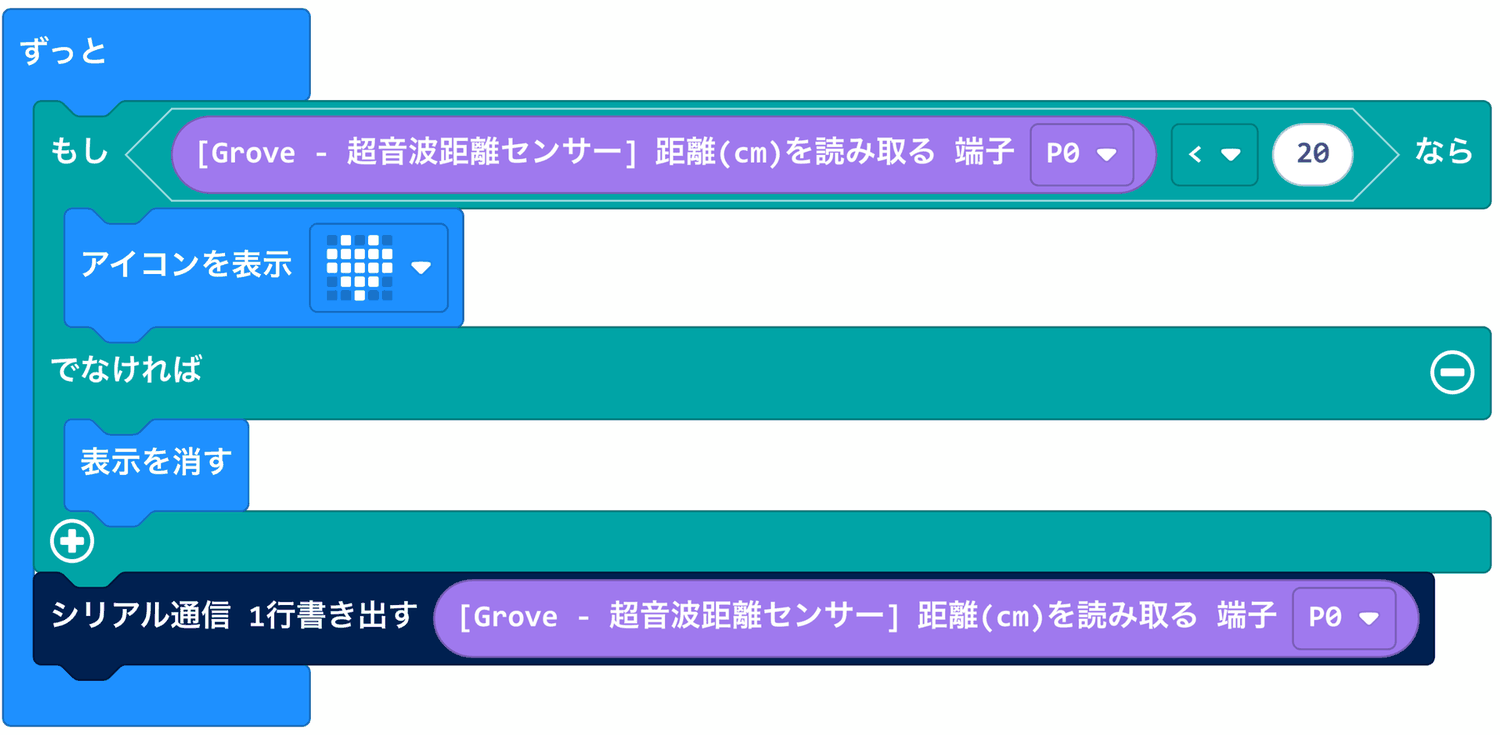 ずっと
もし [Grove - 超音波距離センサー] 距離(cm)を読み取る 端子 P0 < 20 なら
アイコンを表示
でなければ
表示を消す
シリアル通信 1行書き出す [Grove - 超音波距離センサー] 距離(cm)を読み取る 端子 P0